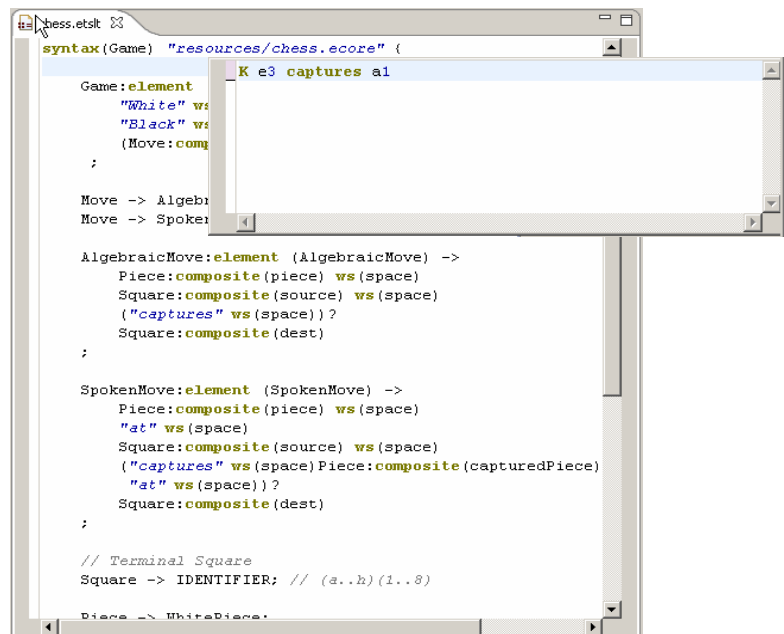 chess.etslt
syntax(Game) "resources/chess.ecore" {
K e3 captures a1
Game:element
"White" ws
"Black" ws
(Move:comp
;
Move -> Algebr
Move -> Spoken
AlgebraicMove:element (AlgebraicMove) ->
Piece:composite(piece) ws(space)
Square:composite(source) ws(space)
("captures" ws(space))?
Square:composite(dest)
;
SpokenMove:element (SpokenMove) ->
Piece:composite(piece) ws(space)
"at" ws(space)
Square:composite(source) ws(space)
("captures" ws(space)Piece:composite(capturedPiece)
"at" ws(space))?
Square:composite(dest)
;
// Terminal Square
Square -> IDENTIFIER; // (a..h)(1..8)
Piece -> WhitePiece;